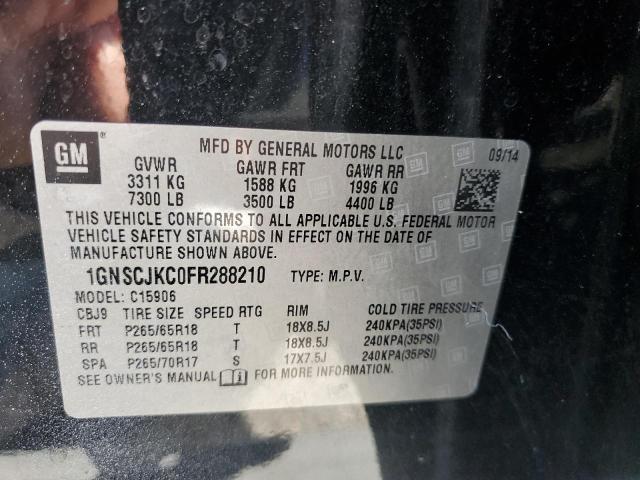 GM
MFD BY GENERAL MOTORS LLC 09/14
GVWR GAWR FRT GAWR RR
3311 KG 1588 KG 1996 KG
7300 LB 3500 LB 4400 LB
THIS VEHICLE CONFORMS TO ALL APPLICABLE U.S. FEDERAL MOTOR
VEHICLE SAFETY STANDARDS IN EFFECT ON THE DATE OF
MANUFACTURE SHOWN ABOVE.
1GNSCJKC0FR288210 TYPE: M.P.V.
MODEL: C15906
CBJ9 TIRE SIZE SPEED RTG RIM COLD TIRE PRESSURE
FRT P265/65R18 T 18X8.5J 240KPA(35PSI)
RR P265/65R18 T 18X8.5J 240KPA(35PSI)
SPA P265/70R17 S 17X7.5J 240KPA(35PSI)
SEE OWNER'S MANUAL FOR MORE INFORMATION.